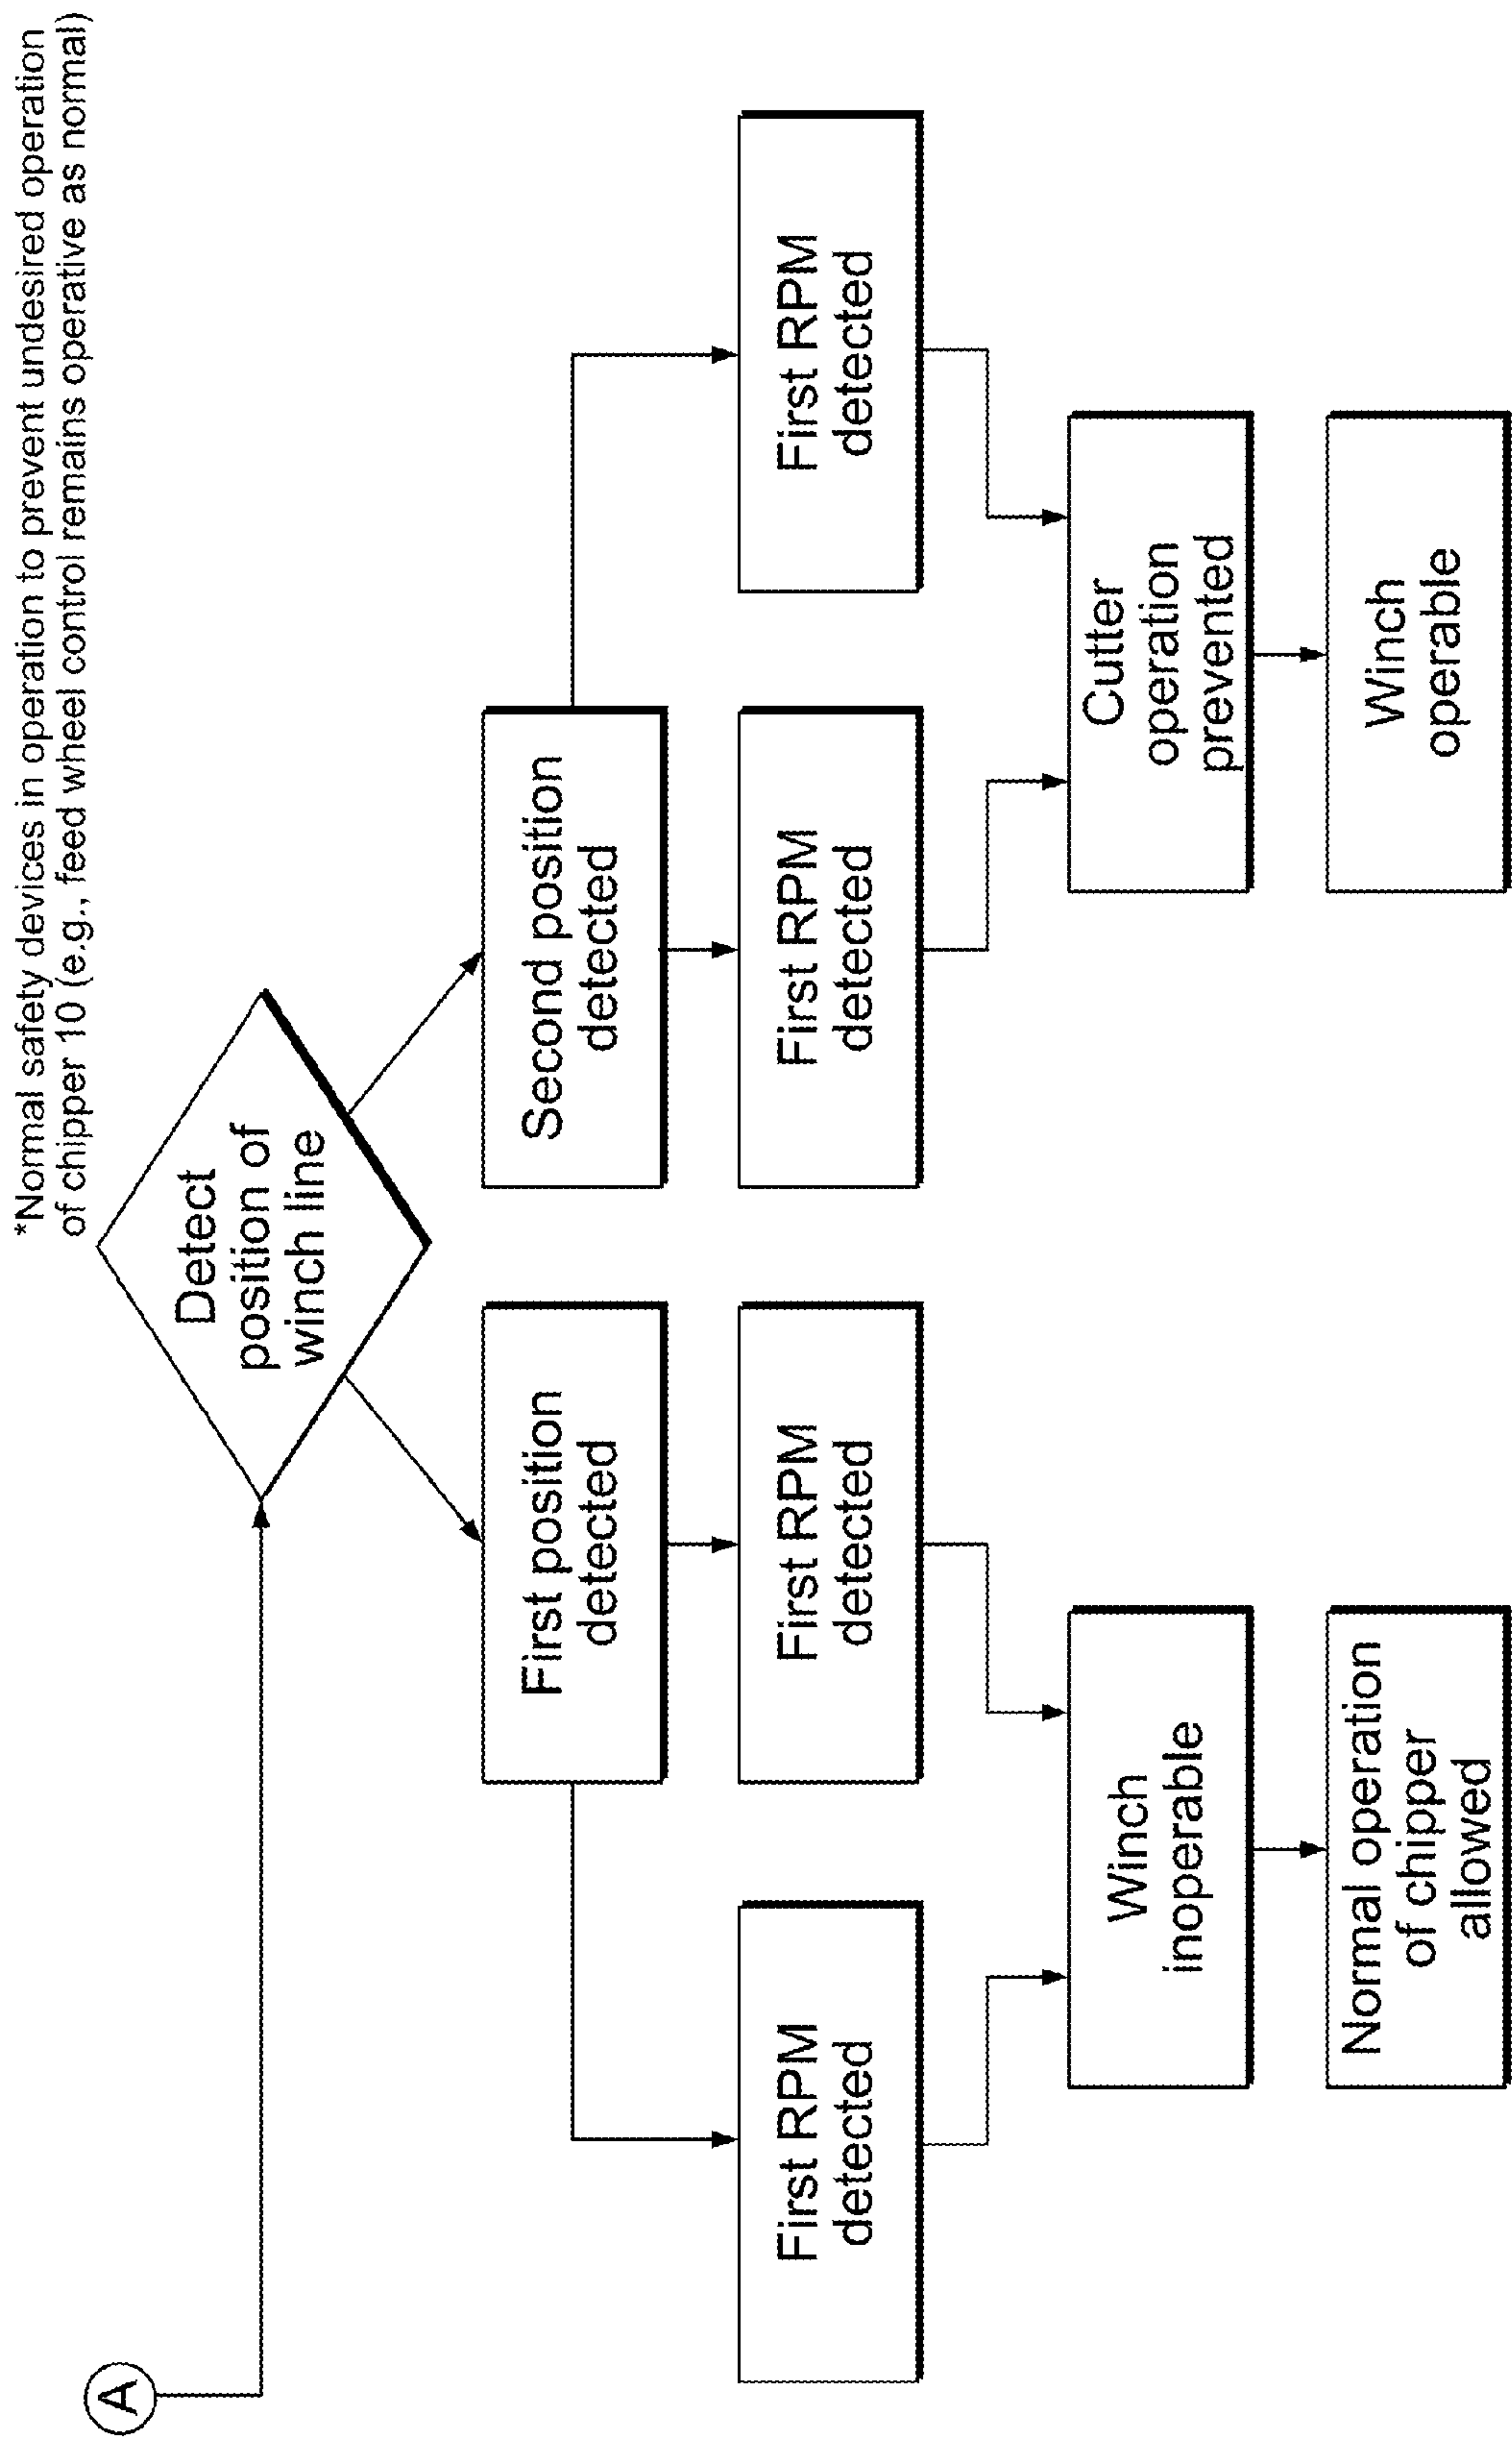 *Normal safety devices in operation to prevent undesired operation
of chipper 10 (e.g., feed wheel control remains operative as normal)
A
Detect
position of
winch line
First position
detected
Second position
detected
First RPM
detected
First RPM
detected
First RPM
detected
First RPM
detected
Winch
inoperable
Cutter
operation
prevented
Normal operation
of chipper
allowed
Winch
operable